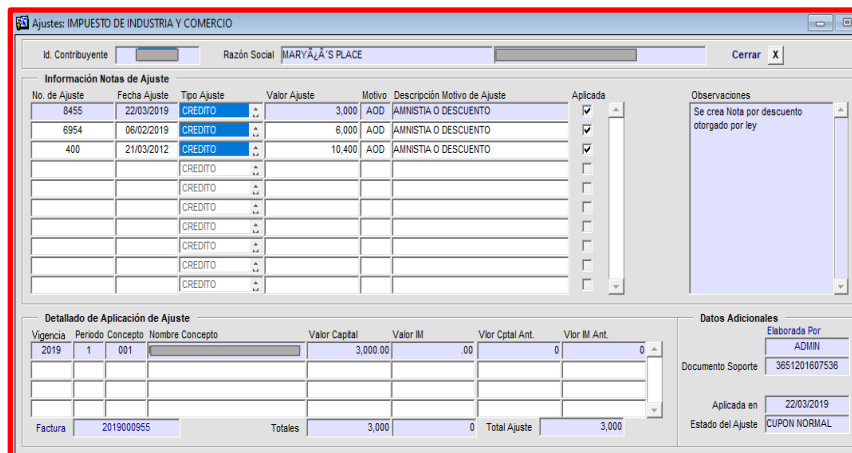 Ajustes: IMPUESTO DE INDUSTRIA Y COMERCIO
Id. Contribuyente Razón Social MARYÃ¿Â´S PLACE Cerrar X
Información Notas de Ajuste
No. de Ajuste Fecha Ajuste Tipo Ajuste Valor Ajuste Motivo Descripción Motivo de Ajuste Aplicada Observaciones
8455 22/03/2019 CREDITO 3,000 AOD AMNISTIA O DESCUENTO Se crea Nota por descuento
6954 06/02/2019 CREDITO 6,000 AOD AMNISTIA O DESCUENTO otorgado por ley
400 21/03/2012 CREDITO 10,400 AOD AMNISTIA O DESCUENTO
CREDITO
CREDITO
CREDITO
CREDITO
CREDITO
CREDITO
CREDITO
Detallado de Aplicación de Ajuste Datos Adicionales
Elaborada Por
Vigencia Periodo Concepto Nombre Concepto Valor Capital Valor IM Vlor Cptal Ant. Vlor IM Ant.
2019 1 001 3,000.00 .00 0 0 ADMIN
Documento Soporte 3651201607536
Aplicada en 22/03/2019
Factura 2019000955 Totales 3,000 0 Total Ajuste 3,000 Estado del Ajuste CUPON NORMAL